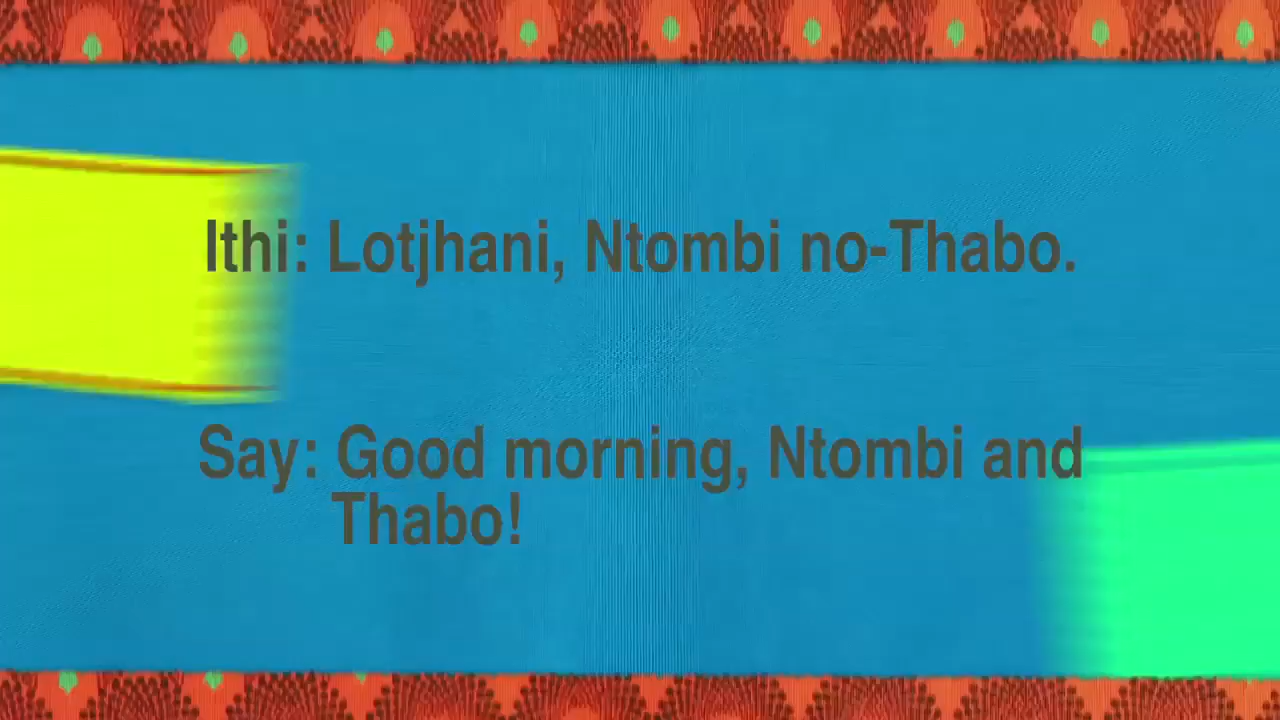 Ithi: Lotjhani, Ntombi no-Thabo.
Say: Good morning, Ntombi and
Thabo!